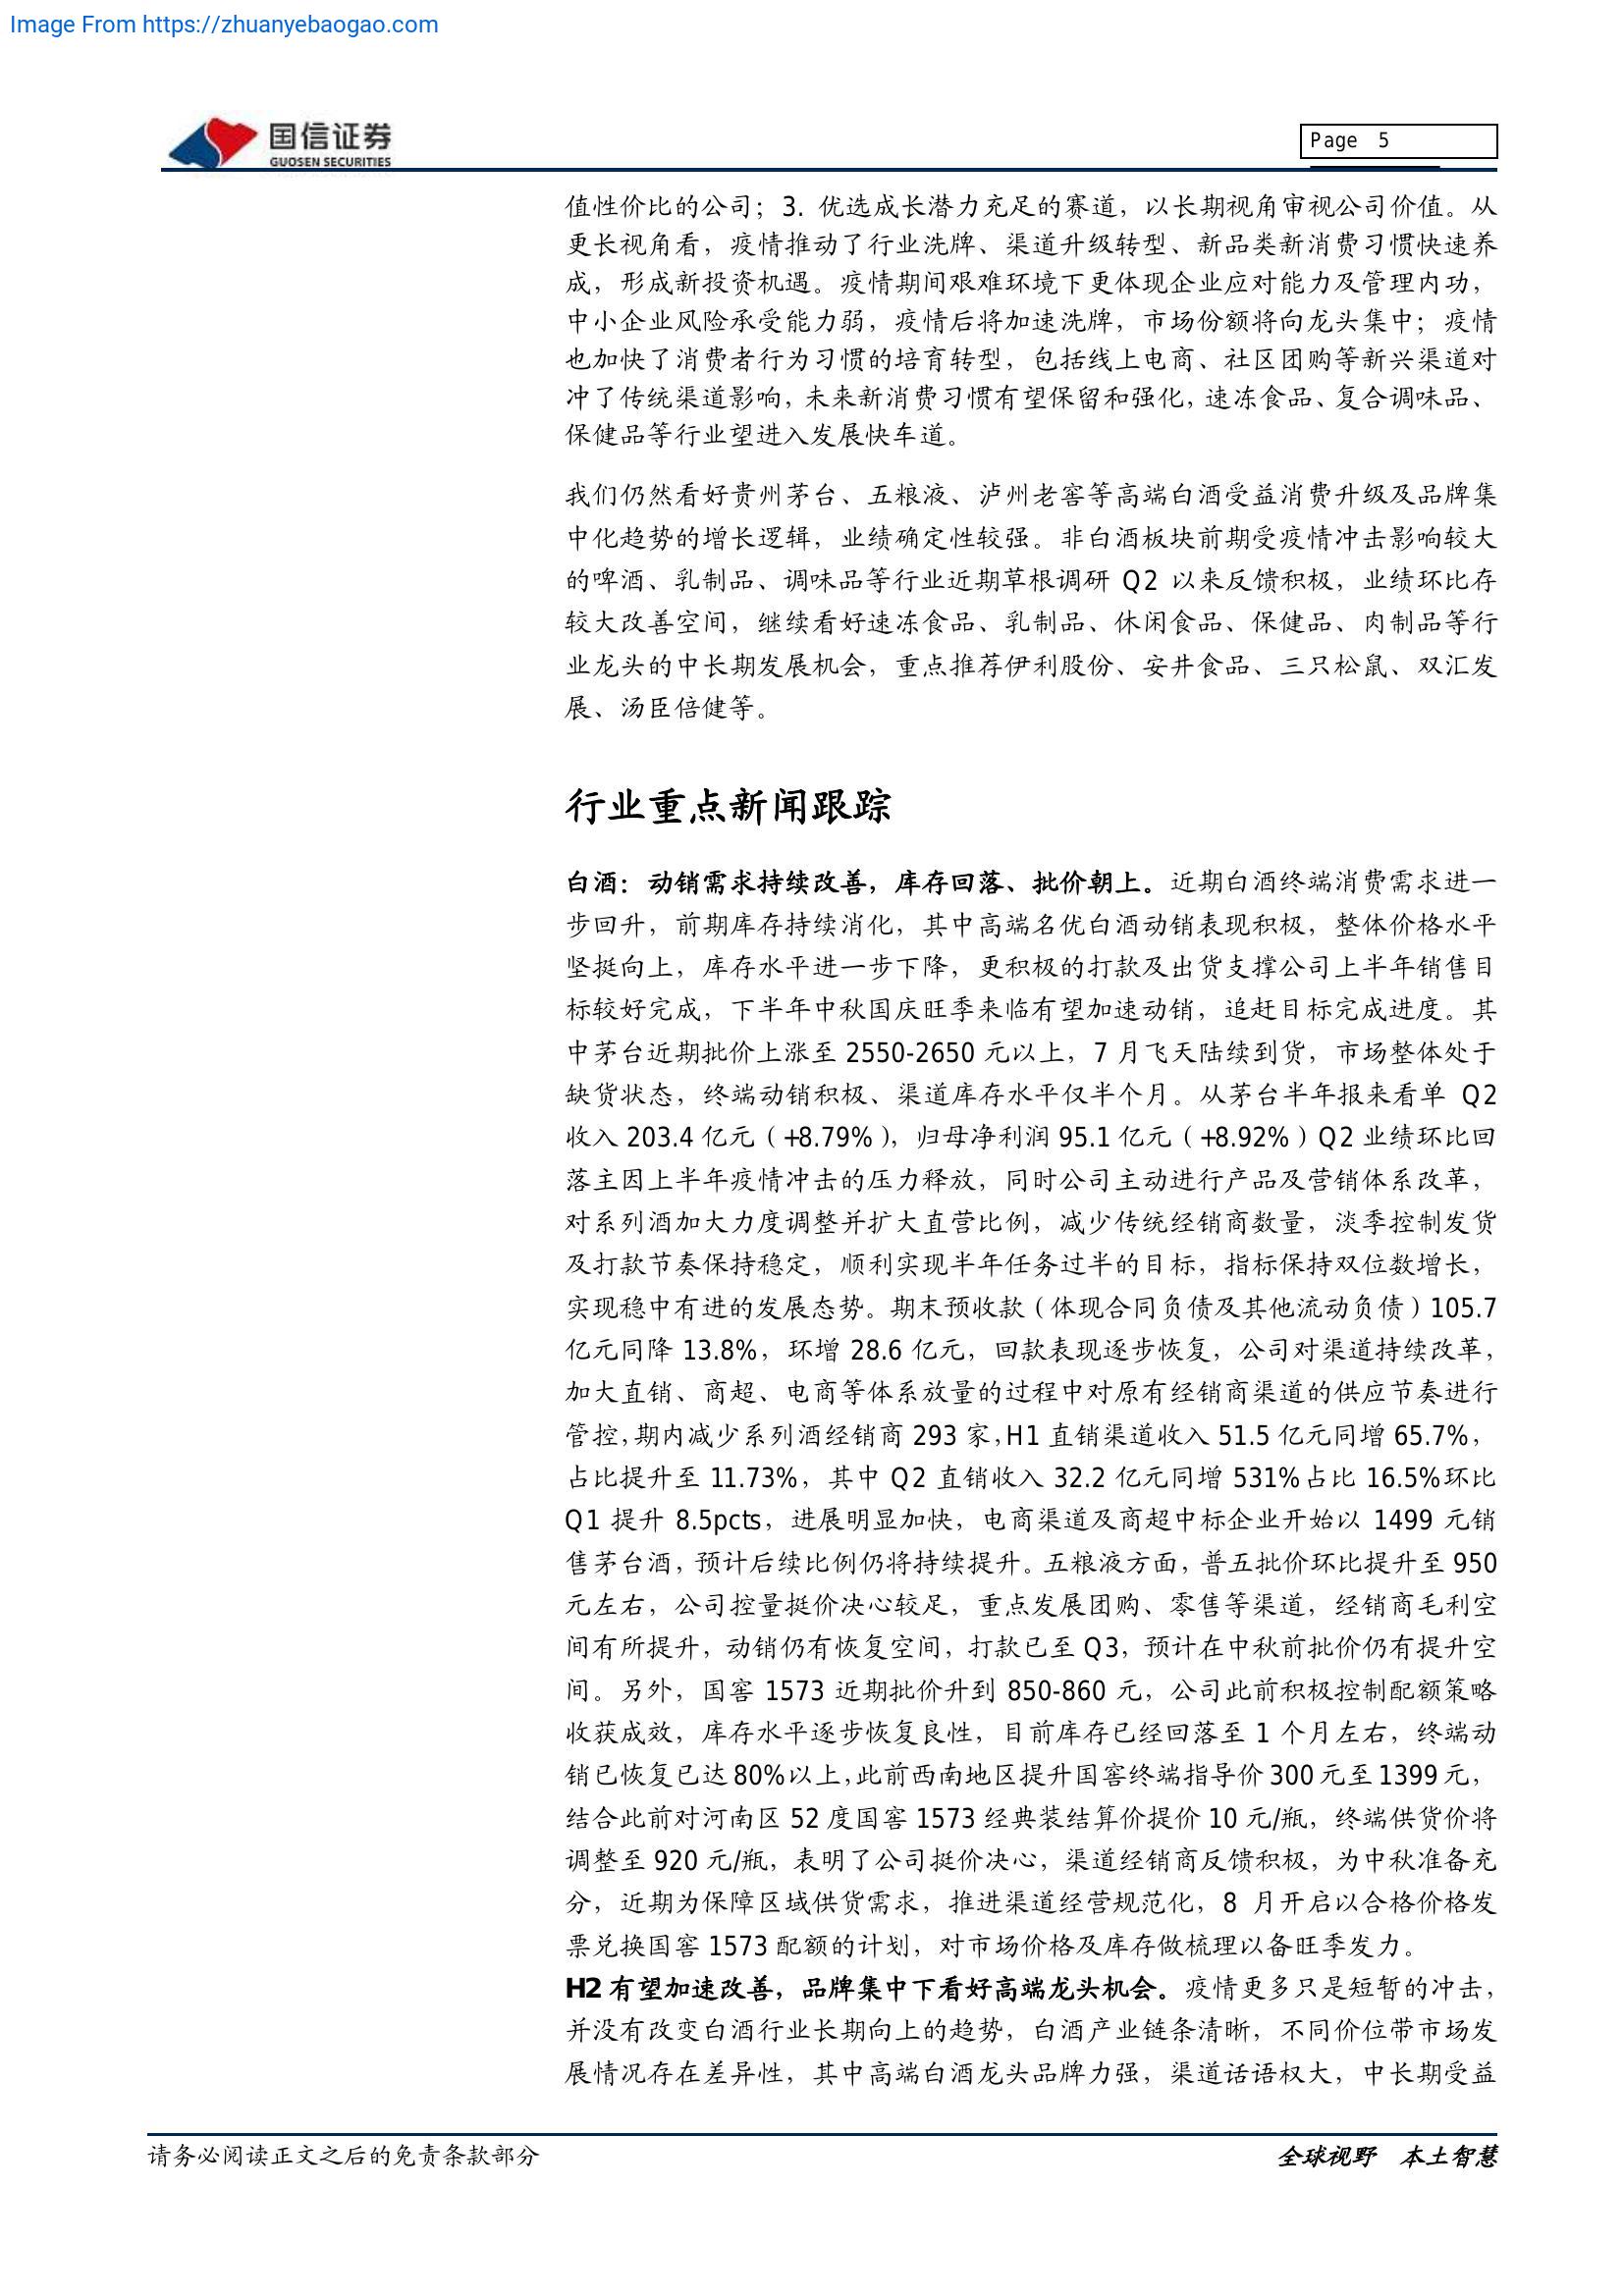 Image From https://zhuanyebaogao.com
国信证券
GUOSEN SECURITIES
Page 5
值性价比的公司；3. 优选成长潜力充足的赛道，以长期视角审视公司价值。从
更长视角看，疫情推动了行业洗牌、渠道升级转型、新品类新消费习惯快速养
成，形成新投资机遇。疫情期间艰难环境下更体现企业应对能力及管理内功，
中小企业风险承受能力弱，疫情后将加速洗牌，市场份额将向龙头集中；疫情
也加快了消费者行为习惯的培育转型，包括线上电商、社区团购等新兴渠道对
冲了传统渠道影响，未来新消费习惯有望保留和强化，速冻食品、复合调味品、
保健品等行业望进入发展快车道。
我们仍然看好贵州茅台、五粮液、泸州老窖等高端白酒受益消费升级及品牌集
中化趋势的增长逻辑，业绩确定性较强。非白酒板块前期受疫情冲击影响较大
的啤酒、乳制品、调味品等行业近期草根调研 Q2 以来反馈积极，业绩环比存
较大改善空间，继续看好速冻食品、乳制品、休闲食品、保健品、肉制品等行
业龙头的中长期发展机会，重点推荐伊利股份、安井食品、三只松鼠、双汇发
展、汤臣倍健等。
行业重点新闻跟踪
白酒：动销需求持续改善，库存回落、批价朝上。近期白酒终端消费需求进一
步回升，前期库存持续消化，其中高端名优白酒动销表现积极，整体价格水平
坚挺向上，库存水平进一步下降，更积极的打款及出货支撑公司上半年销售目
标较好完成，下半年中秋国庆旺季来临有望加速动销，追赶目标完成进度。其
中茅台近期批价上涨至 2550-2650 元以上，7 月飞天陆续到货，市场整体处于
缺货状态，终端动销积极、渠道库存水平仅半个月。从茅台半年报来看单 Q2
收入 203.4 亿元（+8.79%），归母净利润 95.1 亿元（+8.92%）Q2 业绩环比回
落主因上半年疫情冲击的压力释放，同时公司主动进行产品及营销体系改革，
对系列酒加大力度调整并扩大直营比例，减少传统经销商数量，淡季控制发货
及打款节奏保持稳定，顺利实现半年任务过半的目标，指标保持双位数增长，
实现稳中有进的发展态势。期末预收款（体现合同负债及其他流动负债）105.7
亿元同降 13.8%，环增 28.6 亿元，回款表现逐步恢复，公司对渠道持续改革，
加大直销、商超、电商等体系放量的过程中对原有经销商渠道的供应节奏进行
管控，期内减少系列酒经销商 293 家，H1 直销渠道收入 51.5 亿元同增 65.7%，
占比提升至 11.73%，其中 Q2 直销收入 32.2 亿元同增 531%占比 16.5%环比
Q1 提升 8.5pcts，进展明显加快，电商渠道及商超中标企业开始以 1499 元销
售茅台酒，预计后续比例仍将持续提升。五粮液方面，普五批价环比提升至 950
元左右，公司控量挺价决心较足，重点发展团购、零售等渠道，经销商毛利空
间有所提升，动销仍有恢复空间，打款已至 Q3，预计在中秋前批价仍有提升空
间。另外，国窖 1573 近期批价升到 850-860 元，公司此前积极控制配额策略
收获成效，库存水平逐步恢复良性，目前库存已经回落至 1 个月左右，终端动
销已恢复已达 80%以上，此前西南地区提升国窖终端指导价 300 元至 1399 元，
结合此前对河南区 52 度国窖 1573 经典装结算价提价 10 元/瓶，终端供货价将
调整至 920 元/瓶，表明了公司挺价决心，渠道经销商反馈积极，为中秋准备充
分，近期为保障区域供货需求，推进渠道经营规范化，8 月开启以合格价格发
票兑换国窖 1573 配额的计划，对市场价格及库存做梳理以备旺季发力。
H2 有望加速改善，品牌集中下看好高端龙头机会。疫情更多只是短暂的冲击，
并没有改变白酒行业长期向上的趋势，白酒产业链条清晰，不同价位带市场发
展情况存在差异性，其中高端白酒龙头品牌力强，渠道话语权大，中长期受益
请务必阅读正文之后的免责条款部分
全球视野 本土智慧